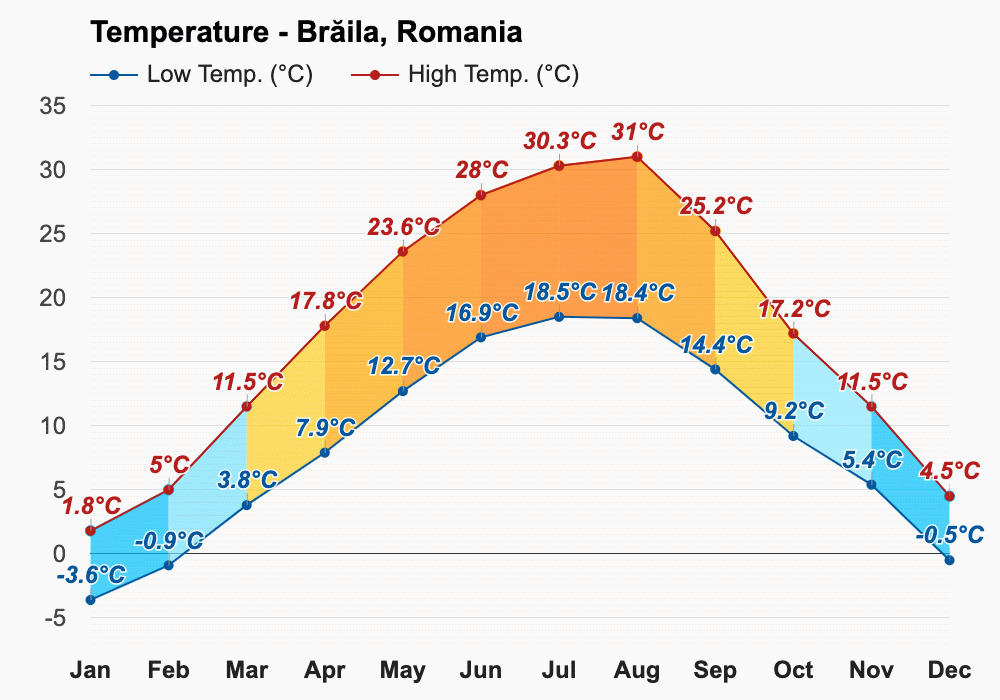 Temperature - Brăila, Romania
Low Temp. (°C) High Temp. (°C)
35
30
25
20
15
10
5
0
-5
1.8°C 5°C 11.5°C 17.8°C 23.6°C 28°C 30.3°C 31°C 25.2°C 17.2°C 11.5°C 4.5°C
-3.6°C -0.9°C 3.8°C 7.9°C 12.7°C 16.9°C 18.5°C 18.4°C 14.4°C 9.2°C 5.4°C -0.5°C
Jan Feb Mar Apr May Jun Jul Aug Sep Oct Nov Dec